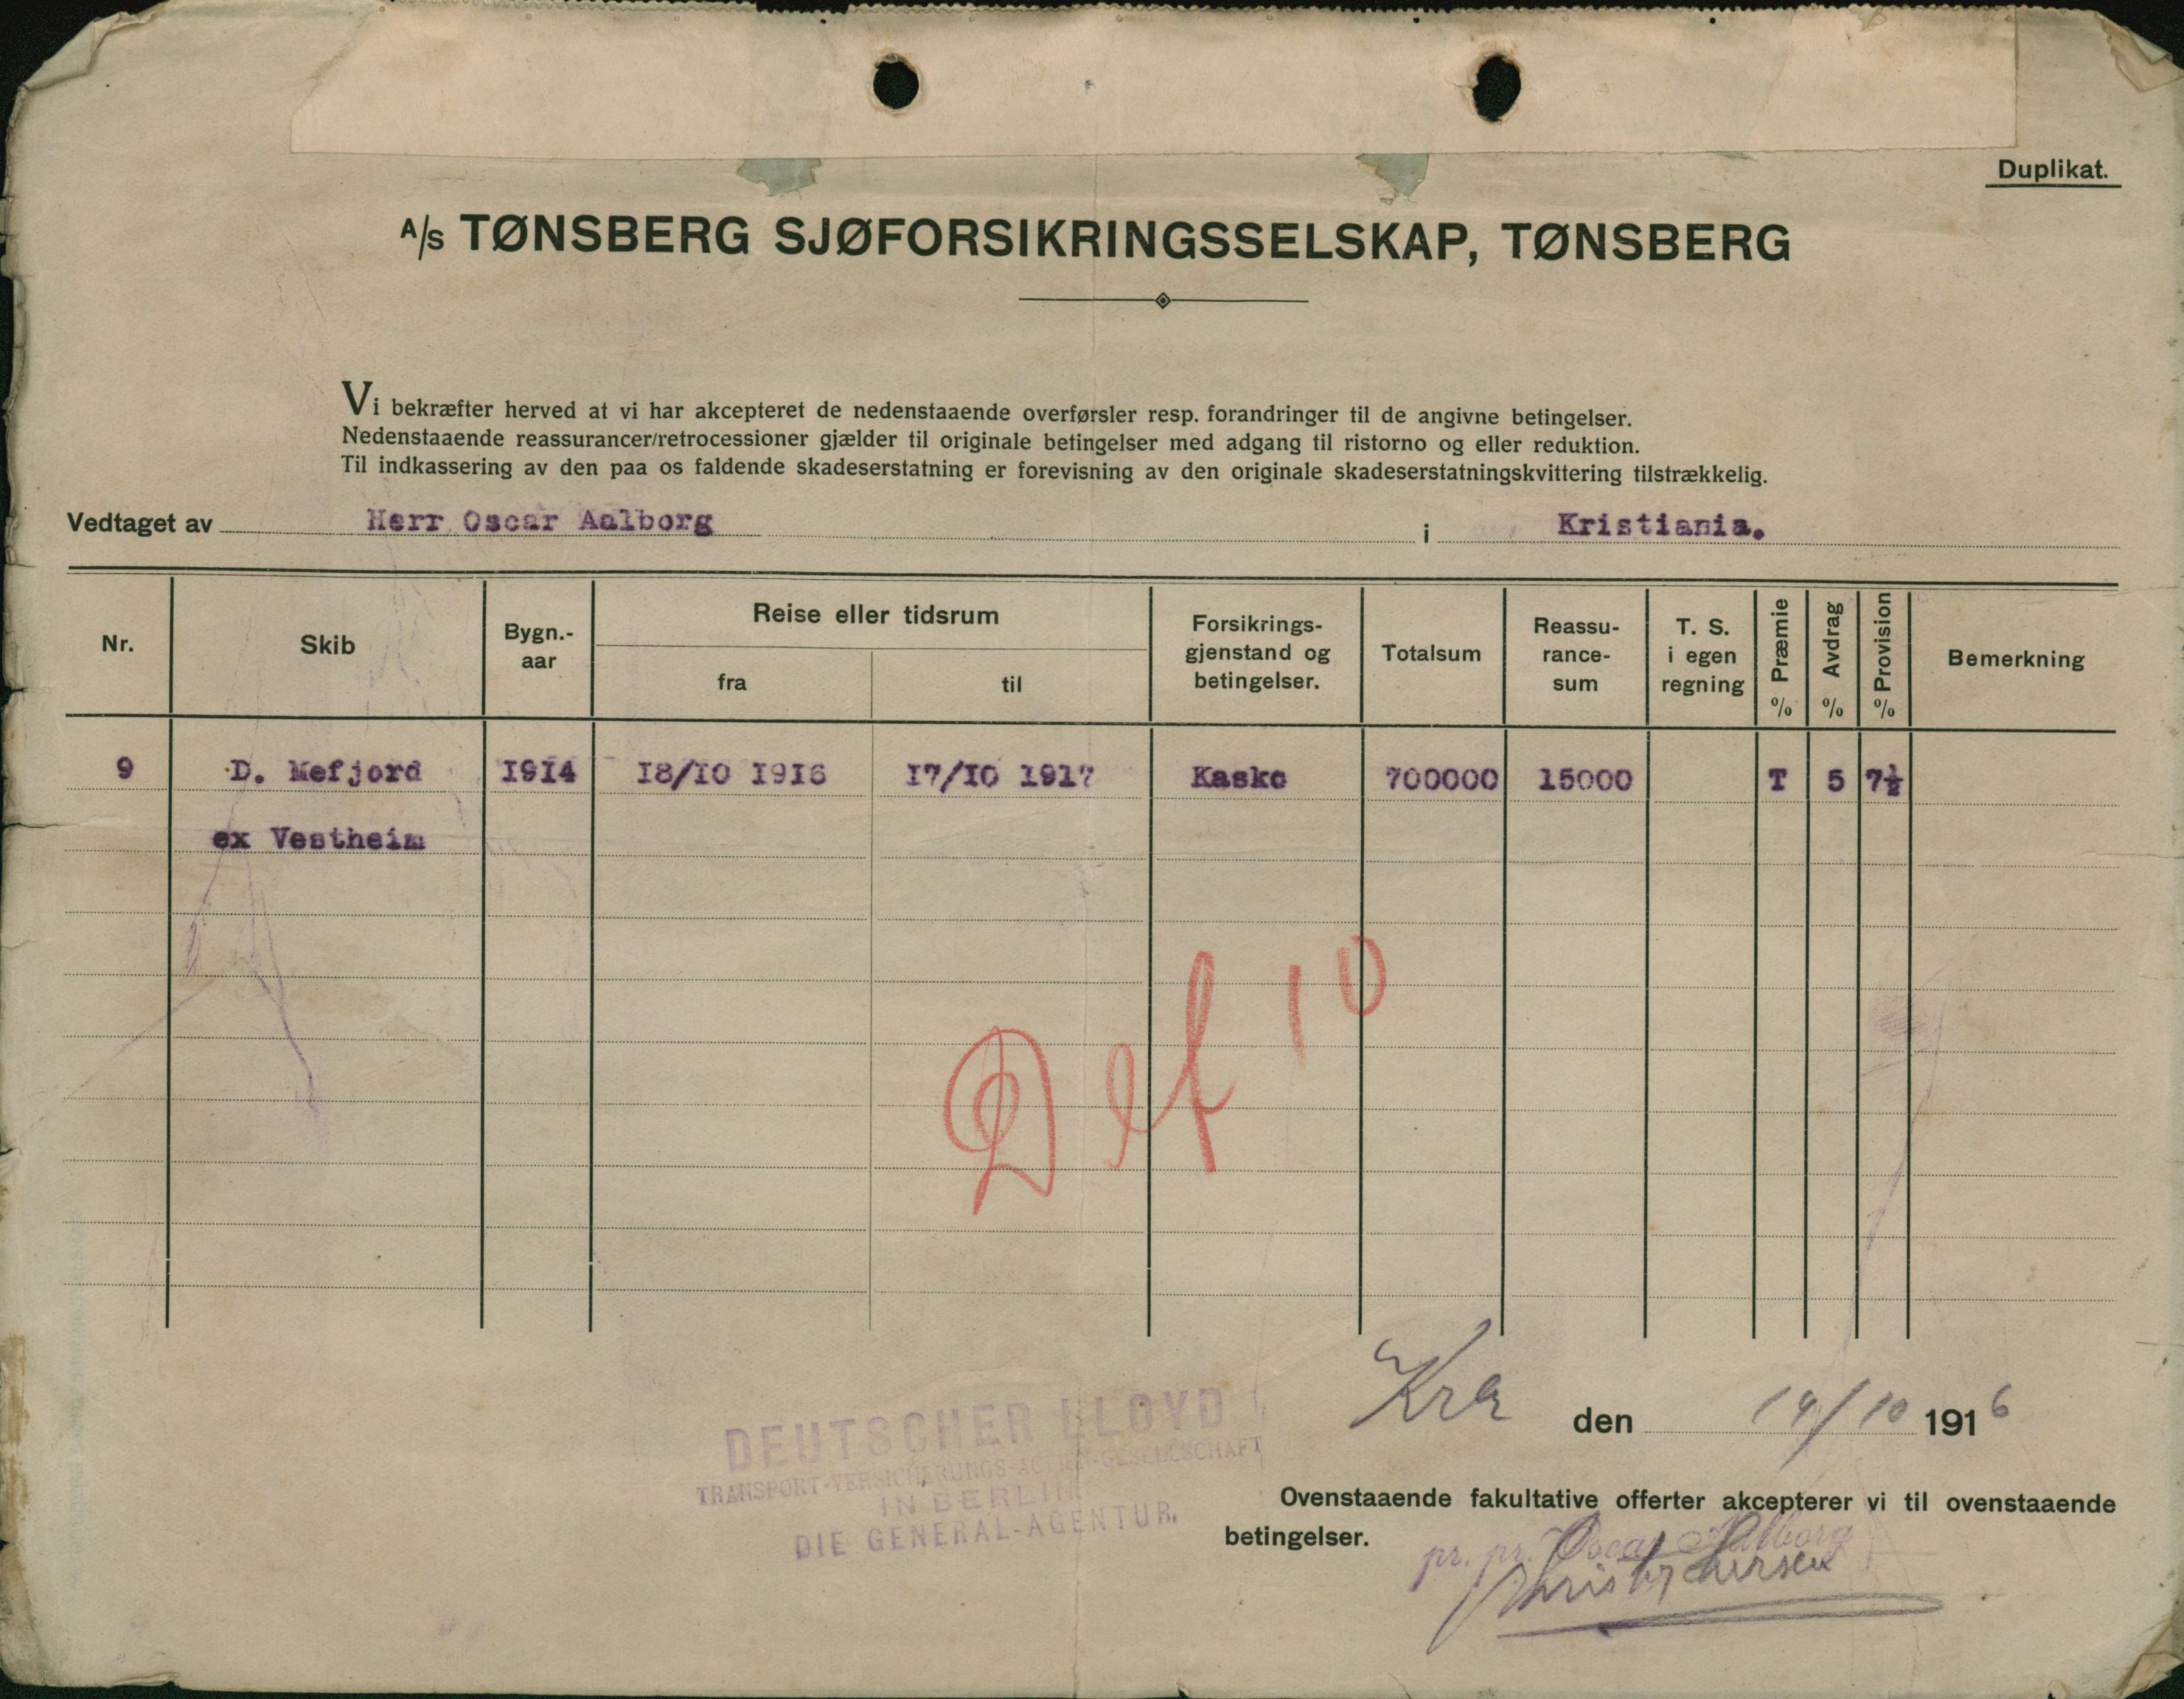 Duplikat.
A/S TØNSBERG SJØFORSIKRINGSSELSKAP, TØNSBERG
Vi bekræfter herved at vi har akcepteret de nedenstaaende overførsler resp. forandringer til de angivne betingelser.
Nedenstaaende reassurancer/retrocessioner gjælder til originale betingelser med adgang til ristorno og eller reduktion.
Til indkassering av den paa os faldende skadeserstatning er forevisning av den originale skadeserstatningskvittering tilstrækkelig.
Vedtaget av Herr Oscar Aalborg i Kristiania.
Nr. Skib Bygn.-aar Reise eller tidsrum fra til Forsikrings-gjenstand og betingelser. Totalsum Reassu-rance-sum T. S. i egen regning Præmie % Avdrag % Provision % Bemerkning
9 D. Mefjord 1914 18/10 1916 17/10 1917 Kasko 700000 15000 T 5 7½
ex Vestheim
Def 10
Kra den 14/10 1916
DEUTSCHER LLOYD
TRANSPORT-VERSICHERUNGS-ACTIEN-GESELLSCHAFT
IN BERLIN
DIE GENERAL-AGENTUR.
Ovenstaaende fakultative offerter akcepterer vi til ovenstaaende
betingelser.
pr. pr. Oscar Aalborg